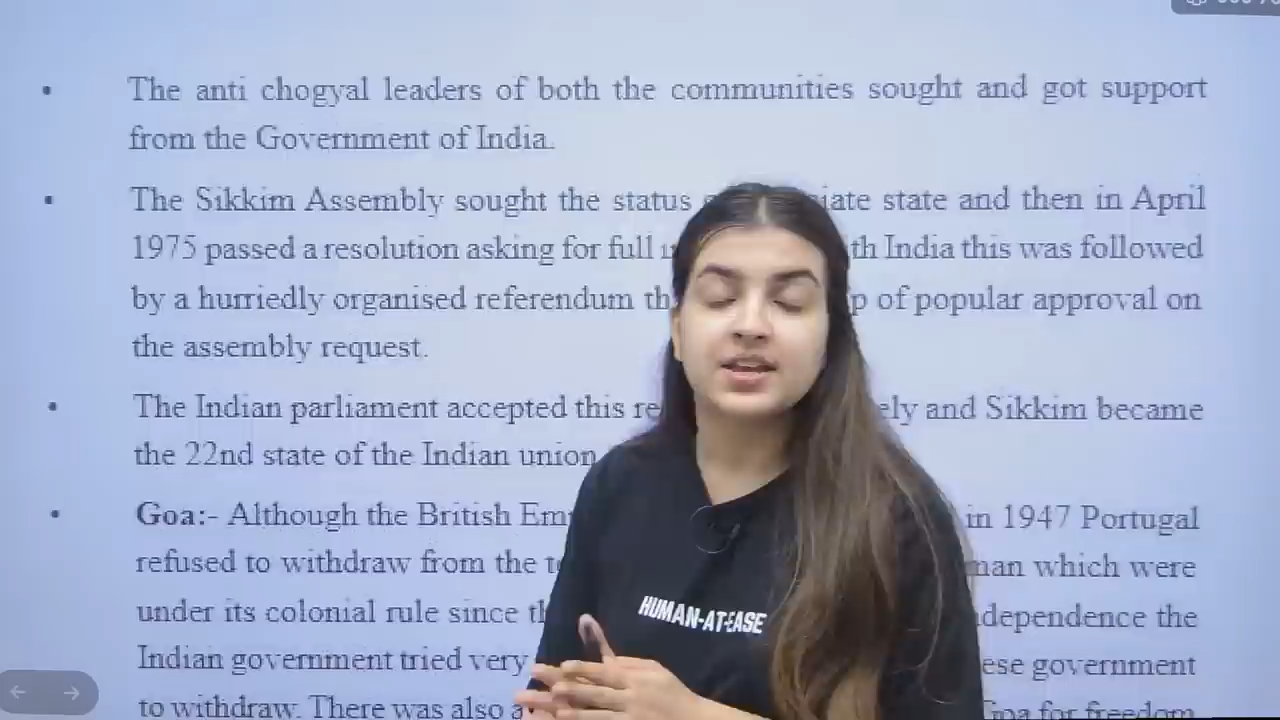 The anti chogyal leaders of both the communities sought and got support
from the Government of India.
The Sikkim Assembly sought the status iate state and then in April
1975 passed a resolution asking for full th India this was followed
by a hurriedly organised referendum th p of popular approval on
the assembly request.
The Indian parliament accepted this re ely and Sikkim became
the 22nd state of the Indian union
Goa:- Although the British Em in 1947 Portugal
refused to withdraw from the t man which were
under its colonial rule since th dependence the
Indian government tried very ese government
to withdraw. There was also a Goa for freedom
HUMAN-AT-EASE